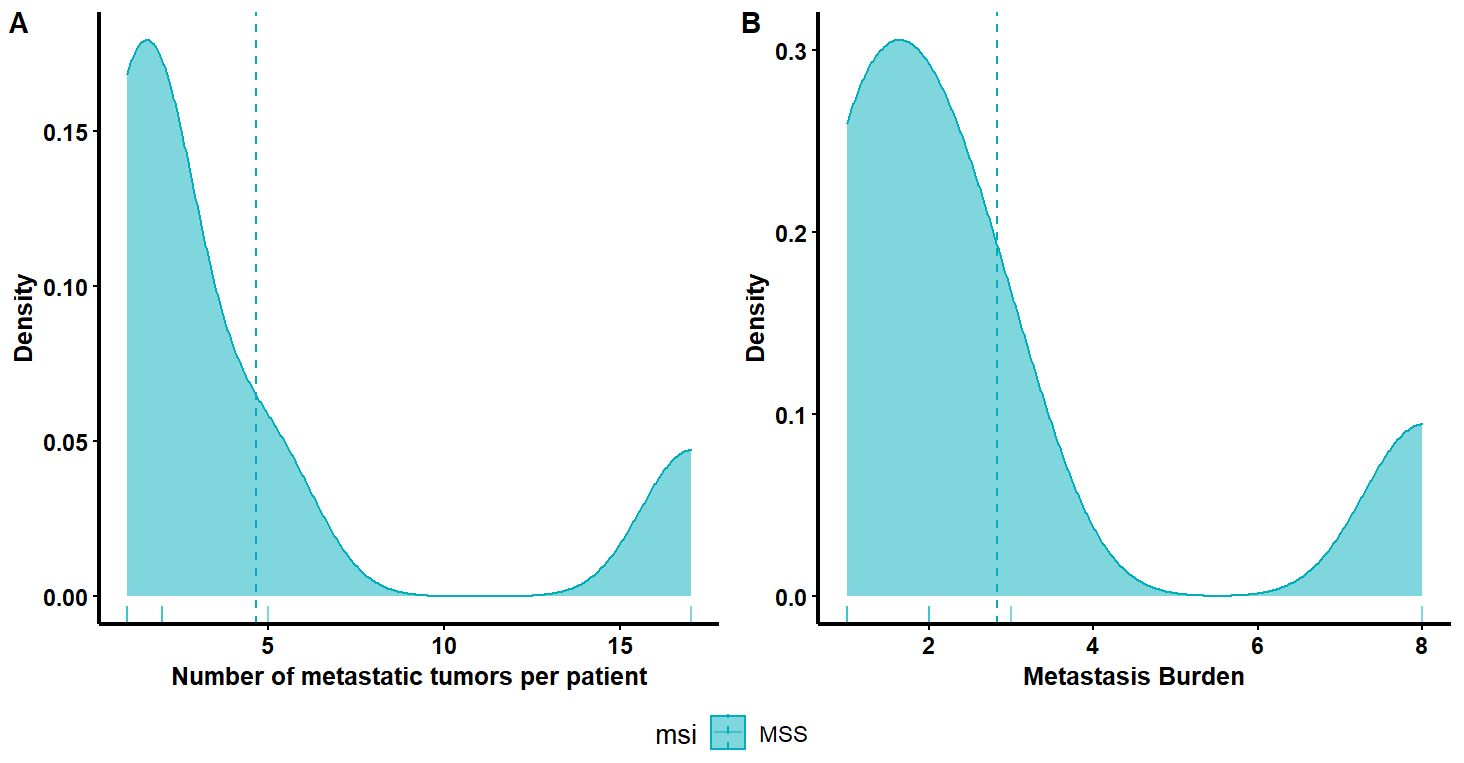 A
Density
0.15
0.10
0.05
0.00
5 10 15
Number of metastatic tumors per patient
B
Density
0.3
0.2
0.1
0.0
2 4 6 8
Metastasis Burden
msi MSS